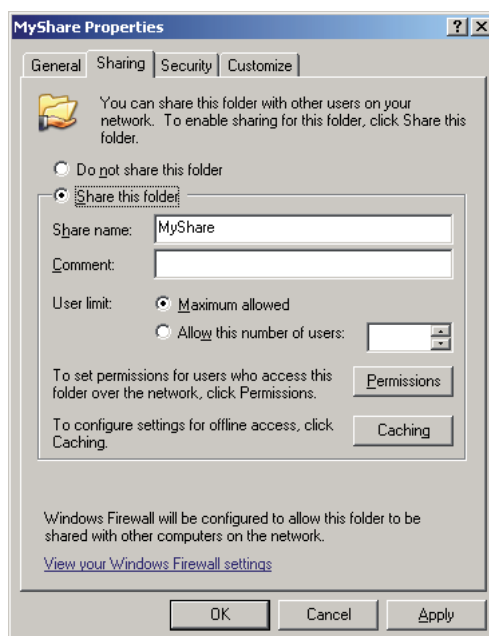 MyShare Properties
General Sharing Security Customize
You can share this folder with other users on your
network. To enable sharing for this folder, click Share this
folder.
Do not share this folder
Share this folder
Share name: MyShare
Comment:
User limit: Maximum allowed
Allow this number of users:
To set permissions for users who access this
folder over the network, click Permissions.
Permissions
To configure settings for offline access, click
Caching.
Caching
Windows Firewall will be configured to allow this folder to be
shared with other computers on the network.
View your Windows Firewall settings
OK Cancel Apply